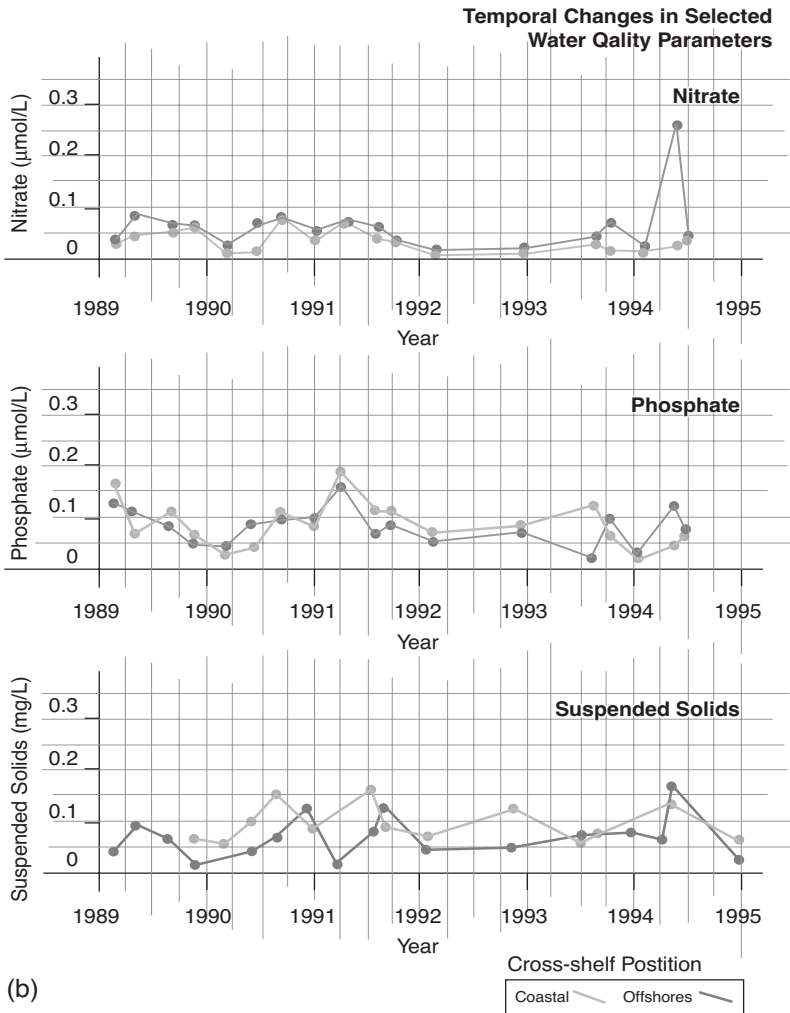 Temporal Changes in Selected
Water Qality Parameters
Nitrate
Nitrate (μmol/L)
0.3
0.2
0.1
0
1989 1990 1991 1992 1993 1994 1995
Year
Phosphate
Phosphate (μmol/L)
0.3
0.2
0.1
0
1989 1990 1991 1992 1993 1994 1995
Year
Suspended Solids
Suspended Solids (mg/L)
0.3
0.2
0.1
0
1989 1990 1991 1992 1993 1994 1995
Year
Cross-shelf Postition
Coastal Offshores
(b)